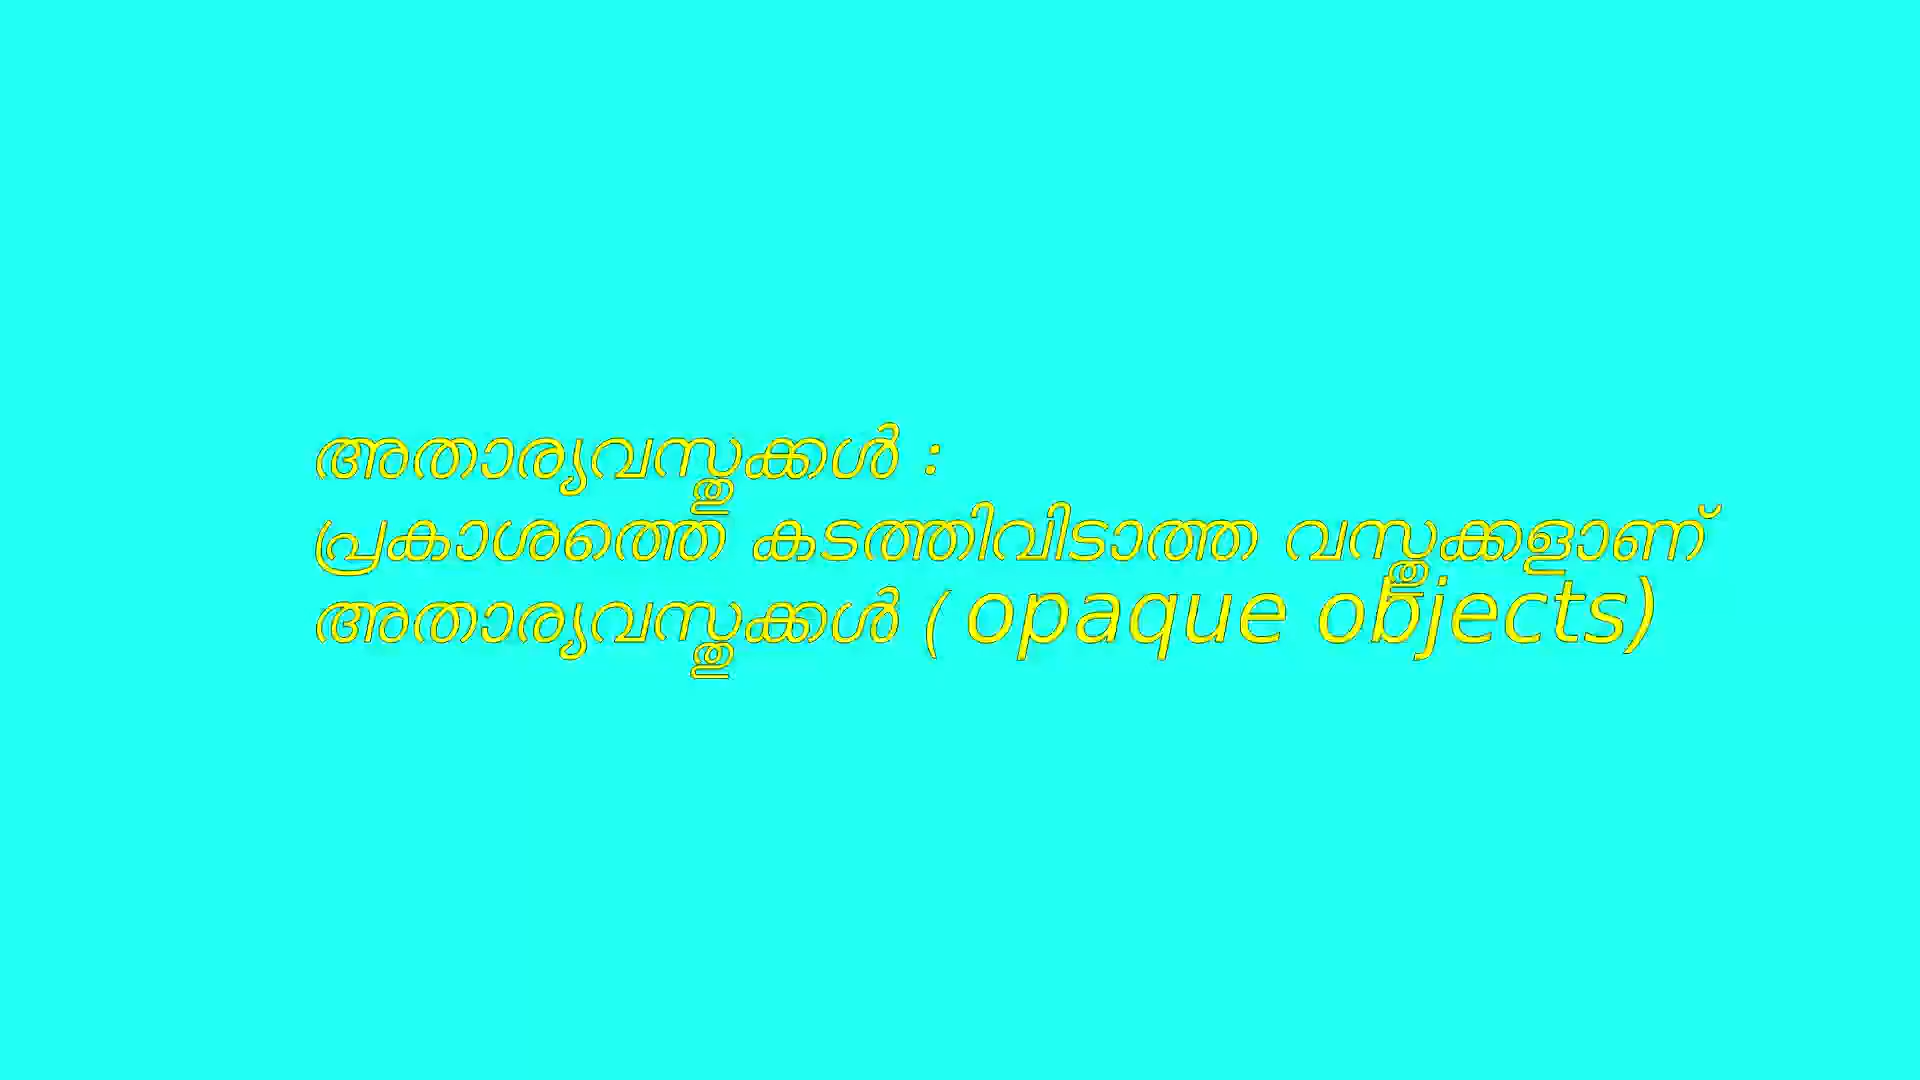 അതാര്യവസ്തുക്കൾ :
പ്രകാശത്തെ കടത്തിവിടാത്ത വസ്തുക്കളാണ്
അതാര്യവസ്തുക്കൾ ( opaque objects)